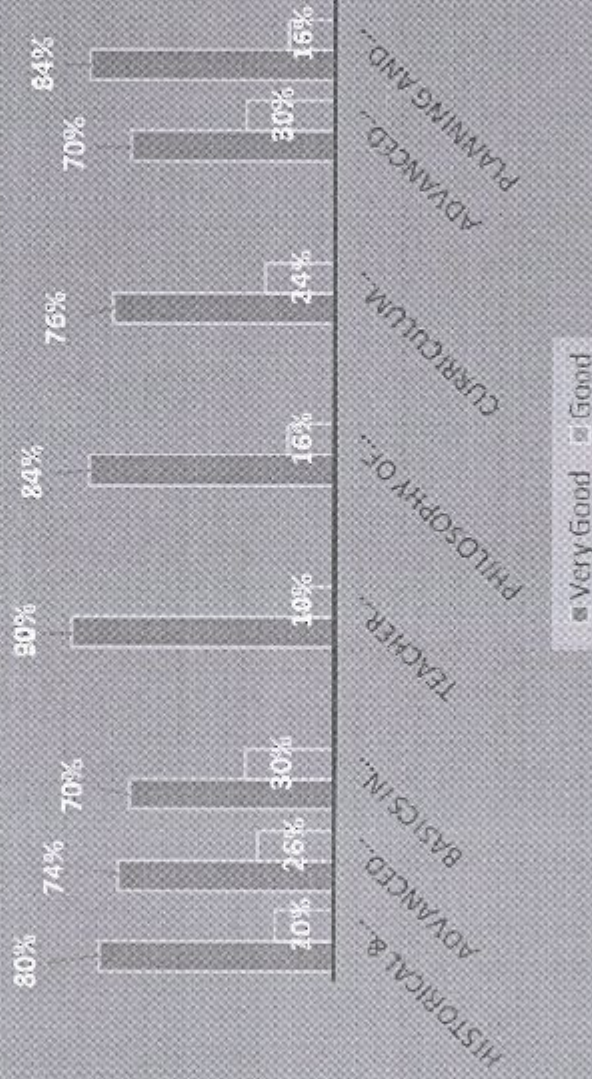 80%
74%
70%
90%
84%
76%
70%
84%
20%
26%
30%
10%
16%
24%
30%
16%
HISTORICAL &...
ADVANCED...
BASICS IN...
TEACHER...
PHILOSOPHY OF...
CURRICULUM...
ADVANCED...
PLANNING AND...
Very Good
Good